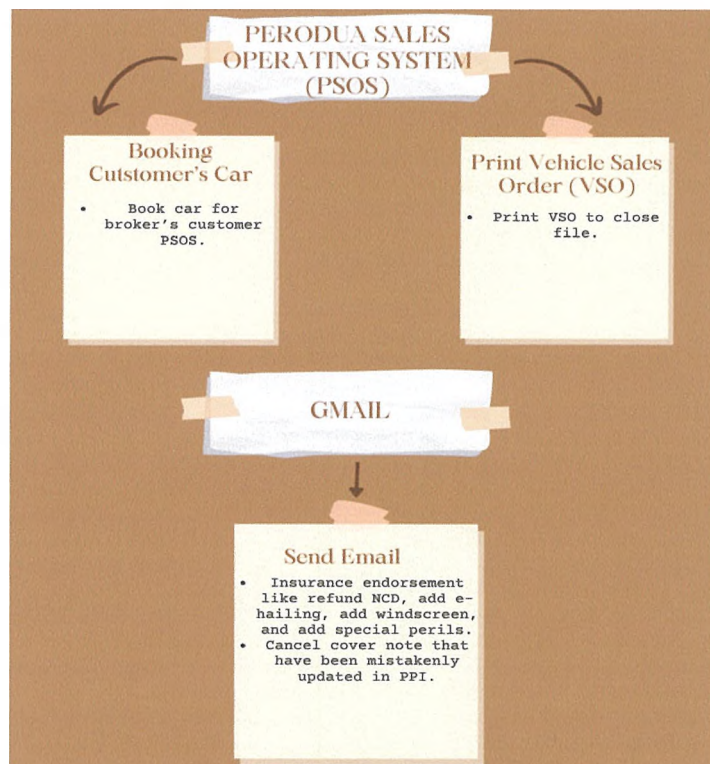 PERODUA SALES
OPERATING SYSTEM
(PSOS)
Booking
Cutstomer's Car
• Book car for
broker's customer
PSOS.
Print Vehicle Sales
Order (VSO)
• Print VSO to close
file.
GMAIL
Send Email
• Insurance endorsement
like refund NCD, add e-
hailing, add windscreen,
and add special perils.
• Cancel cover note that
have been mistakenly
updated in PPI.